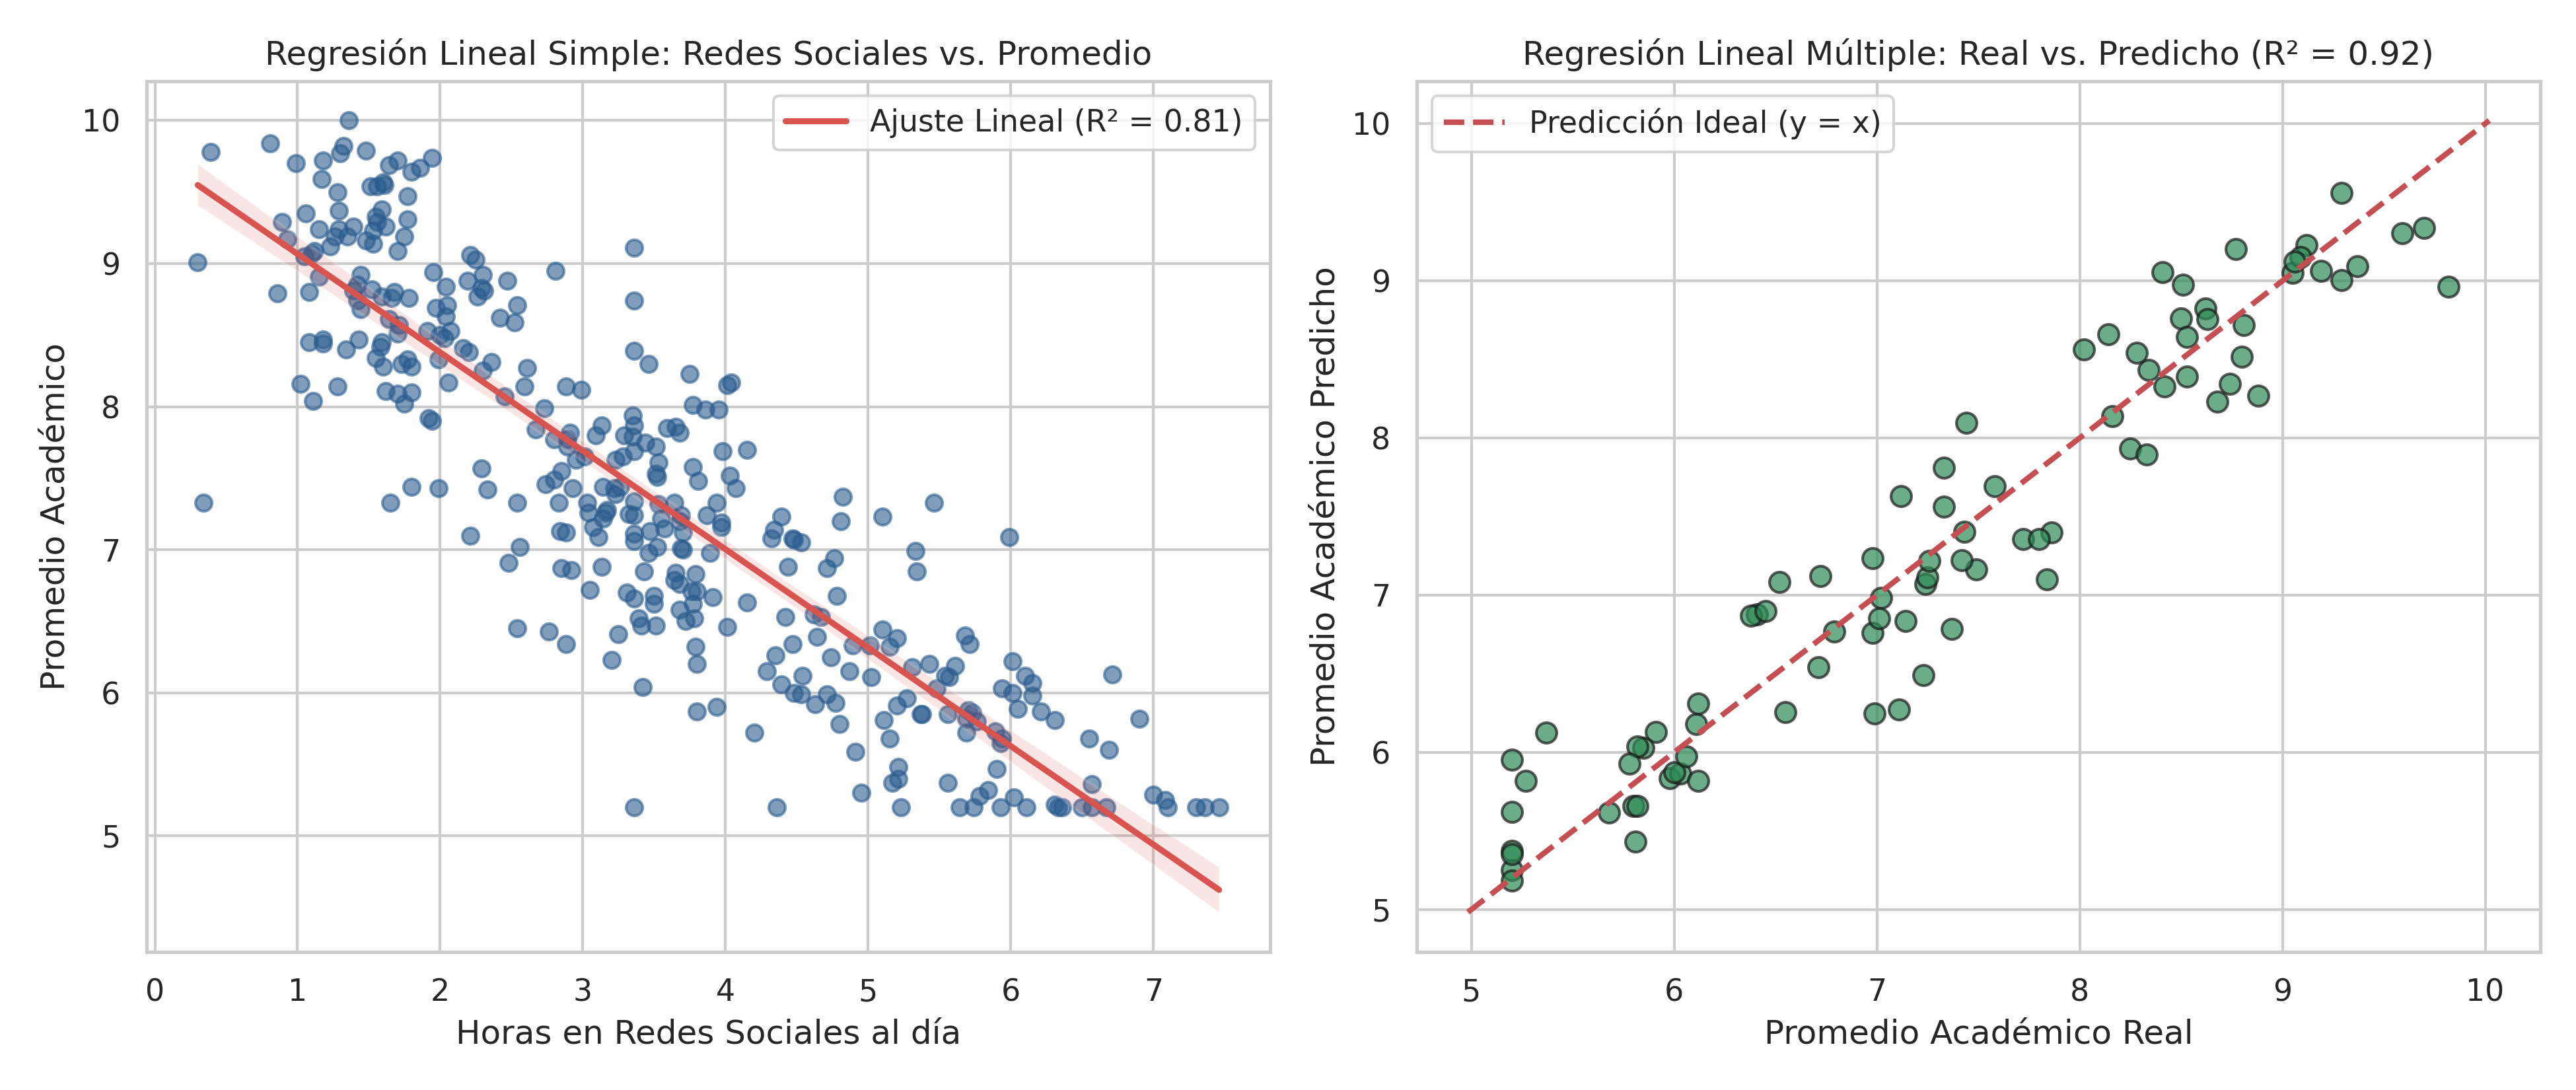 Regresión Lineal Simple: Redes Sociales vs. Promedio
Ajuste Lineal (R² = 0.81)
Promedio Académico
10
9
8
7
6
5
0 1 2 3 4 5 6 7
Horas en Redes Sociales al día
Regresión Lineal Múltiple: Real vs. Predicho (R² = 0.92)
Predicción Ideal (y = x)
Promedio Académico Predicho
10
9
8
7
6
5
5 6 7 8 9 10
Promedio Académico Real